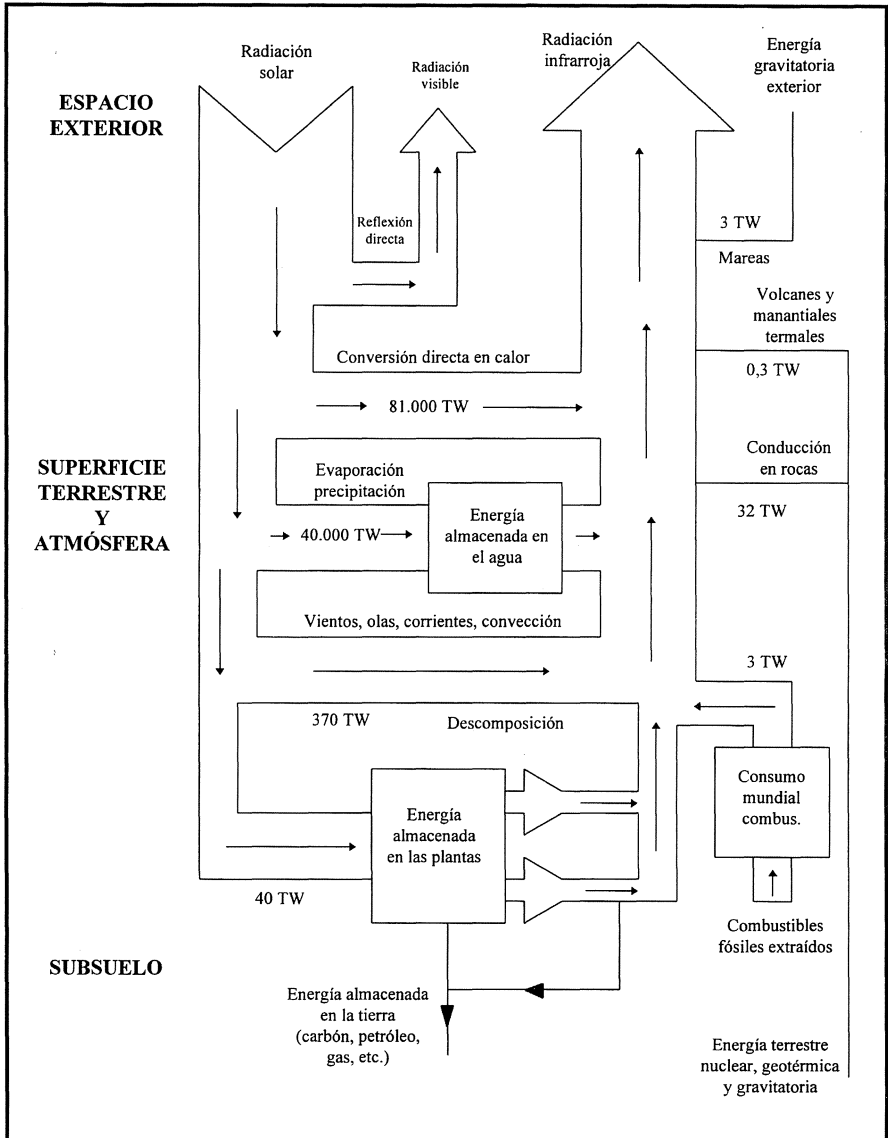 Radiación
solar
Radiación
visible
Radiación
infrarroja
Energía
gravitatoria
exterior
ESPACIO
EXTERIOR
Reflexión
directa
3 TW
Mareas
Volcanes y
manantiales
termales
0,3 TW
Conversión directa en calor
81.000 TW
SUPERFICIE
TERRESTRE
Y
ATMÓSFERA
Evaporación
precipitación
Energía
almacenada en
el agua
40.000 TW
Conducción
en rocas
32 TW
Vientos, olas, corrientes, convección
3 TW
370 TW
Descomposición
Consumo
mundial
combus.
Energía
almacenada
en las plantas
40 TW
Combustibles
fósiles extraídos
SUBSUELO
Energía almacenada
en la tierra
(carbón, petróleo,
gas, etc.)
Energía terrestre
nuclear, geotérmica
y gravitatoria